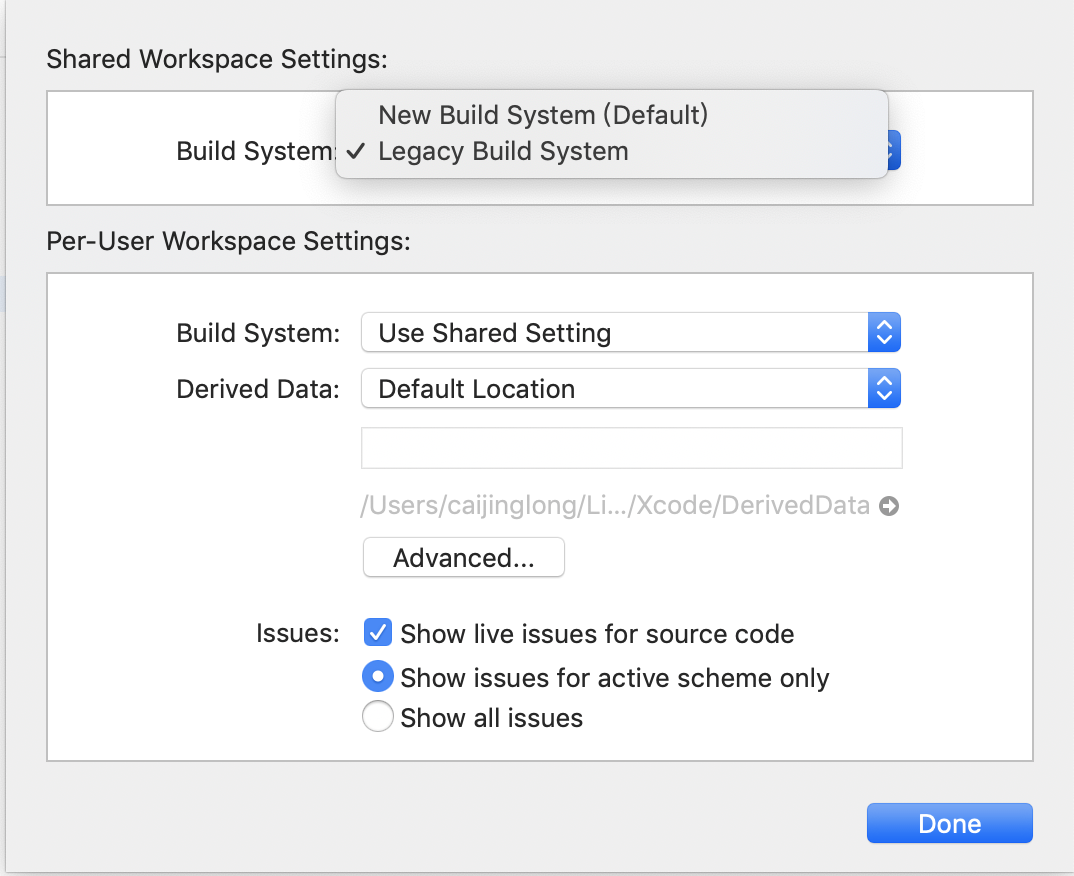 Shared Workspace Settings:
New Build System (Default)
Build System: ✓ Legacy Build System
Per-User Workspace Settings:
Build System: Use Shared Setting
Derived Data: Default Location
/Users/caijinglong/Li.../Xcode/DerivedData
Advanced...
Issues: Show live issues for source code
Show issues for active scheme only
Show all issues
Done